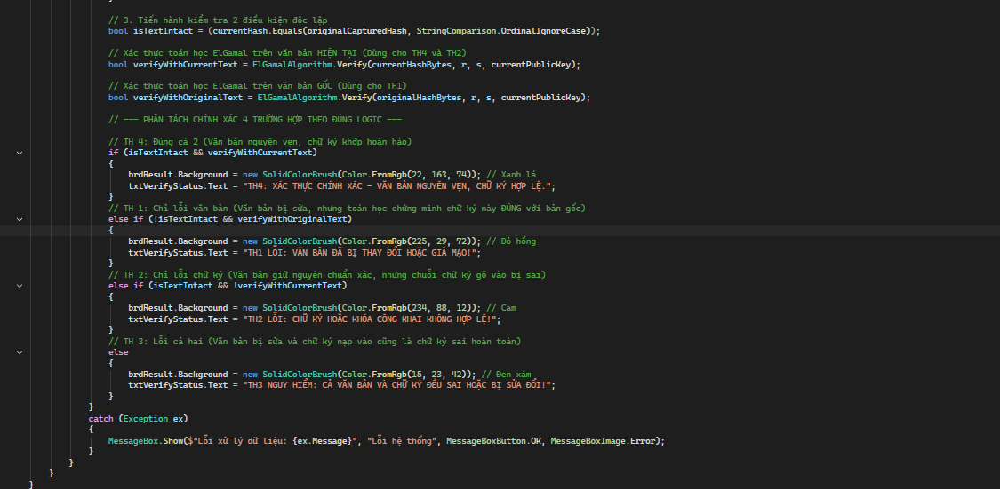 }
// 3. Tiến hành kiểm tra 2 điều kiện độc lập
bool isTextIntact = (currentHash.Equals(originalCapturedHash, StringComparison.OrdinalIgnoreCase));
// Xác thực toán học ElGamal trên văn bản HIỆN TẠI (Dùng cho TH4 và TH2)
bool verifyWithCurrentText = ElGamalAlgorithm.Verify(currentHashBytes, r, s, currentPublicKey);
// Xác thực toán học ElGamal trên văn bản GỐC (Dùng cho TH1)
bool verifyWithOriginalText = ElGamalAlgorithm.Verify(originalHashBytes, r, s, currentPublicKey);
// --- PHÂN TÁCH CHÍNH XÁC 4 TRƯỜNG HỢP THEO ĐÚNG LOGIC ---
// TH 4: Đúng cả 2 (Văn bản nguyên vẹn, chữ ký khớp hoàn hảo)
if (isTextIntact && verifyWithCurrentText)
{
brdResult.Background = new SolidColorBrush(Color.FromRgb(22, 163, 74)); // Xanh lá
txtVerifyStatus.Text = "TH4: XÁC THỰC CHÍNH XÁC - VĂN BẢN NGUYÊN VẸN, CHỮ KÝ HỢP LỆ.";
}
// TH 1: Chỉ lỗi văn bản (Văn bản bị sửa, nhưng toán học chứng minh chữ ký này ĐÚNG với bản gốc)
else if (!isTextIntact && verifyWithOriginalText)
{
brdResult.Background = new SolidColorBrush(Color.FromRgb(225, 29, 72)); // Đỏ hồng
txtVerifyStatus.Text = "TH1 LỖI: VĂN BẢN ĐÃ BỊ THAY ĐỔI HOẶC GIẢ MẠO!";
}
// TH 2: Chỉ lỗi chữ ký (Văn bản giữ nguyên chuẩn xác, nhưng chuỗi chữ ký gõ vào bị sai)
else if (isTextIntact && !verifyWithCurrentText)
{
brdResult.Background = new SolidColorBrush(Color.FromRgb(234, 88, 12)); // Cam
txtVerifyStatus.Text = "TH2 LỖI: CHỮ KÝ HOẶC KHÓA CÔNG KHAI KHÔNG HỢP LỆ!";
}
// TH 3: Lỗi cả hai (Văn bản bị sửa và chữ ký nạp vào cũng là chữ ký sai hoàn toàn)
else
{
brdResult.Background = new SolidColorBrush(Color.FromRgb(15, 23, 42)); // Đen xám
txtVerifyStatus.Text = "TH3 NGUY HIỂM: CẢ VĂN BẢN VÀ CHỮ KÝ ĐỀU SAI HOẶC BỊ SỬA ĐỔI!";
}
}
catch (Exception ex)
{
MessageBox.Show($"Lỗi xử lý dữ liệu: {ex.Message}", "Lỗi hệ thống", MessageBoxButton.OK, MessageBoxImage.Error);
}
}
}
}